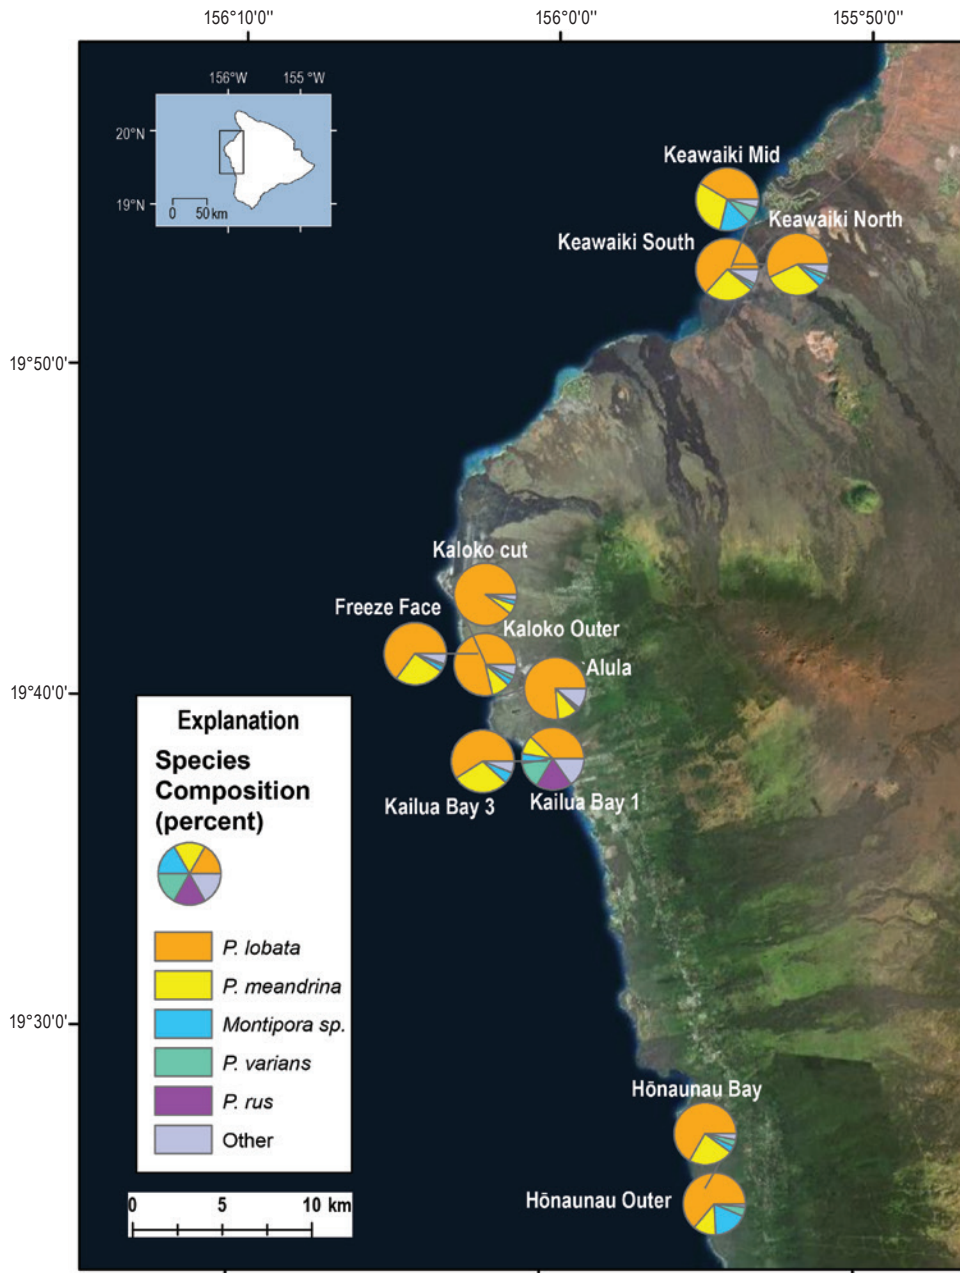 156°10'0''
156°0'0''
155°50'0''
156°W
155 °W
20°N
19°N
0
50 km
Keawaiki Mid
Keawaiki North
Keawaiki South
19°50'0'
Kaloko cut
Freeze Face
Kaloko Outer
Alula
19°40'0'
Kailua Bay 3
Kailua Bay 1
Explanation
Species
Composition
(percent)
P. lobata
P. meandrina
Montipora sp.
P. varians
P. rus
Other
19°30'0'
Hōnaunau Bay
Hōnaunau Outer
0
5
10 km